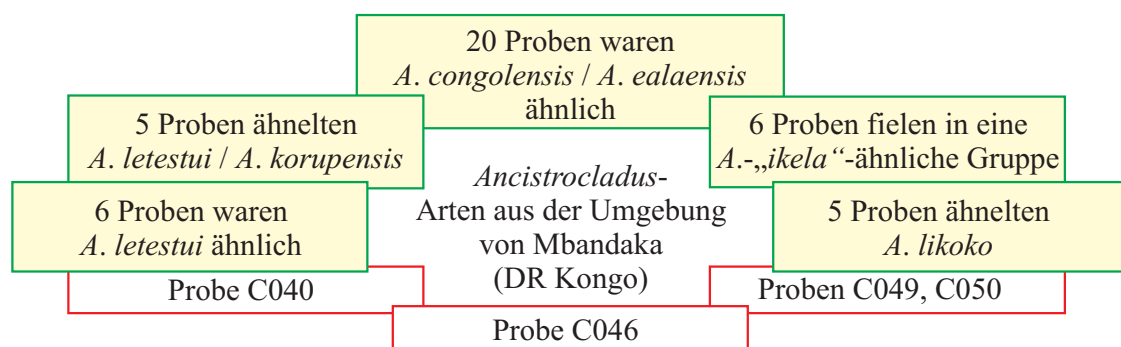 20 Proben waren
A. congolensis / A. ealaensis
ähnlich
5 Proben ähnelten
A. letestui / A. korupensis
6 Proben fielen in eine
A.-„ikela“-ähnliche Gruppe
6 Proben waren
A. letestui ähnlich
Ancistrocladus-
Arten aus der Umgebung
von Mbandaka
(DR Kongo)
5 Proben ähnelten
A. likoko
Probe C040
Proben C049, C050
Probe C046